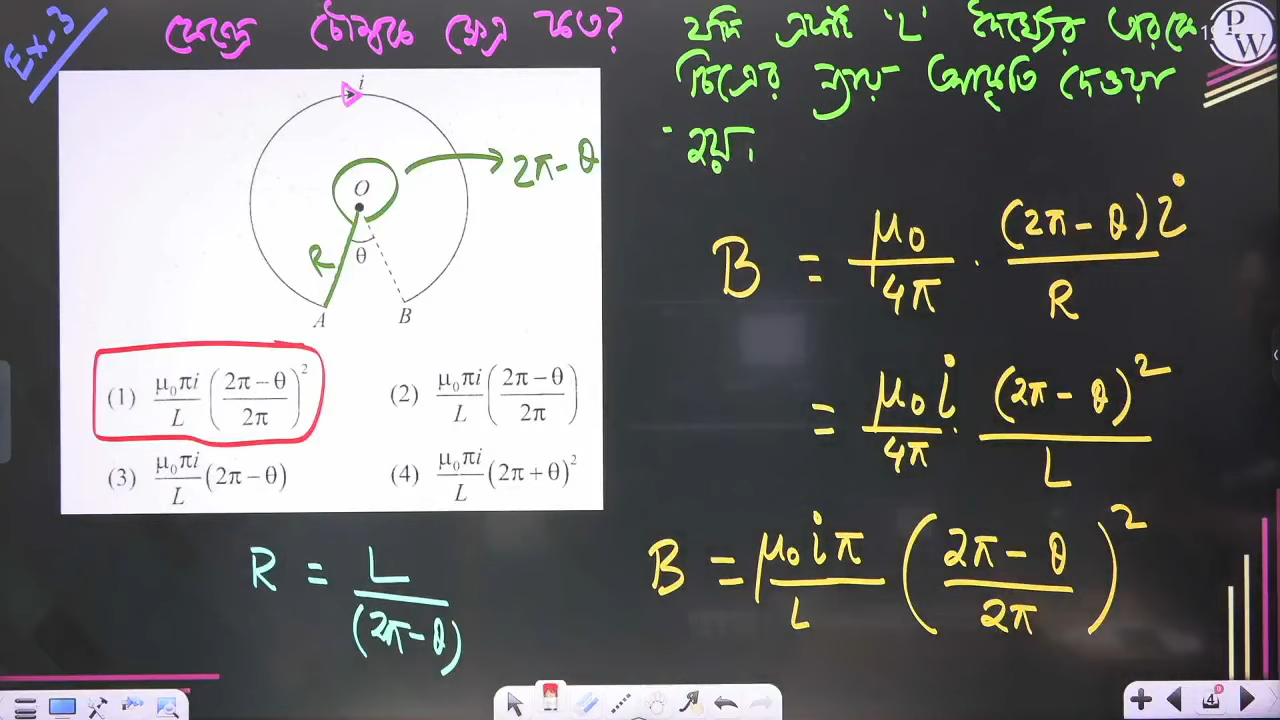 Ex.-3
কেন্দ্রে চৌম্বক ক্ষেত্র কত?
যদি একটা 'L' দৈর্ঘ্যের তারকে
চিত্রের ন্যায় আকৃতি দেওয়া
হয়।
P
W
i
O
2π - θ
R
θ
A
B
B = μ₀/4π · (2π - θ)i/R
= μ₀i/4π · (2π - θ)²/L
(1) μ₀πi/L ((2π-θ)/2π)²
(2) μ₀πi/L ((2π-θ)/2π)
(3) μ₀πi/L (2π-θ)
(4) μ₀πi/L (2π+θ)²
R = L/(2π-θ)
B = μ₀iπ/L ((2π-θ)/2π)²
4